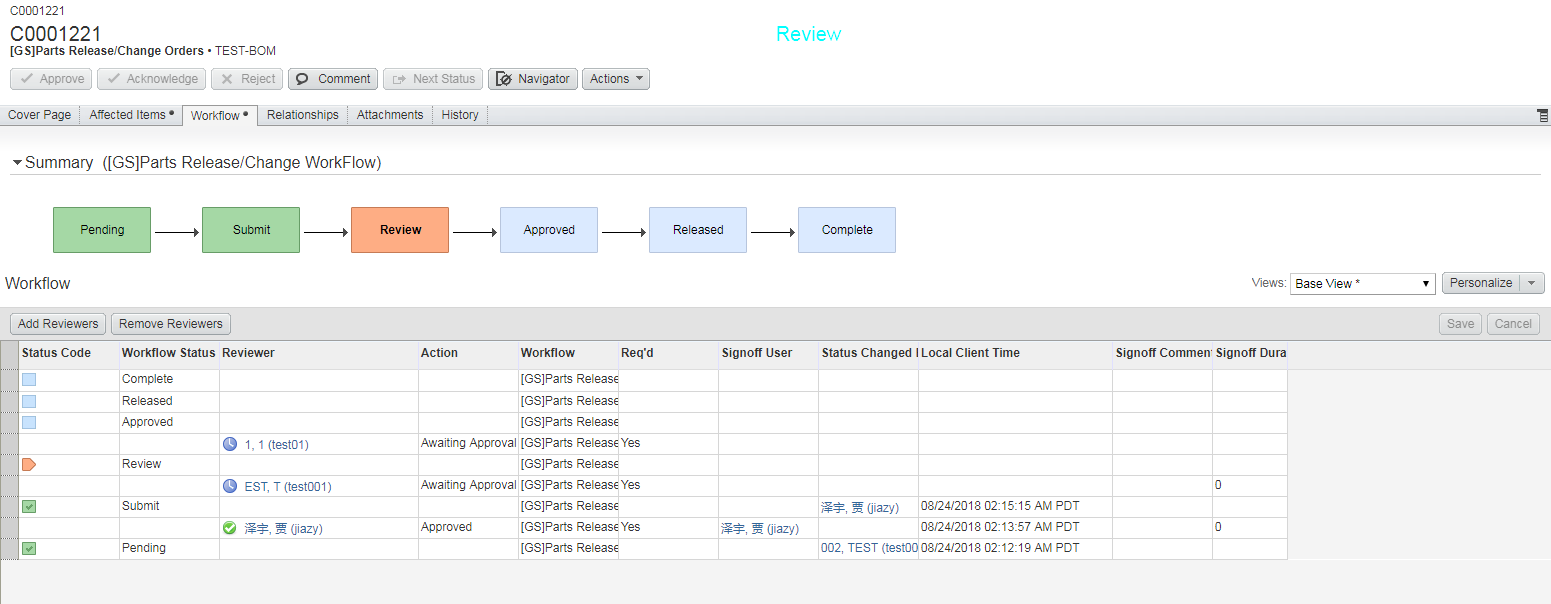 C0001221
C0001221
Review
[GS]Parts Release/Change Orders • TEST-BOM
Approve Acknowledge Reject Comment Next Status Navigator Actions
Cover Page Affected Items • Workflow • Relationships Attachments History
Summary ([GS]Parts Release/Change WorkFlow)
Pending Submit Review Approved Released Complete
Workflow Views: Base View * Personalize
Add Reviewers Remove Reviewers Save Cancel
Status Code Workflow Status Reviewer Action Workflow Req'd Signoff User Status Changed Local Client Time Signoff Commen Signoff Dura
Complete [GS]Parts Release
Released [GS]Parts Release
Approved [GS]Parts Release
1, 1 (test01) Awaiting Approval [GS]Parts Release Yes
Review [GS]Parts Release
EST, T (test001) Awaiting Approval [GS]Parts Release Yes 0
Submit [GS]Parts Release 泽宇, 贾 (jiazy) 08/24/2018 02:15:15 AM PDT
泽宇, 贾 (jiazy) Approved [GS]Parts Release Yes 泽宇, 贾 (jiazy) 08/24/2018 02:13:57 AM PDT 0
Pending [GS]Parts Release 002, TEST (test00 08/24/2018 02:12:19 AM PDT